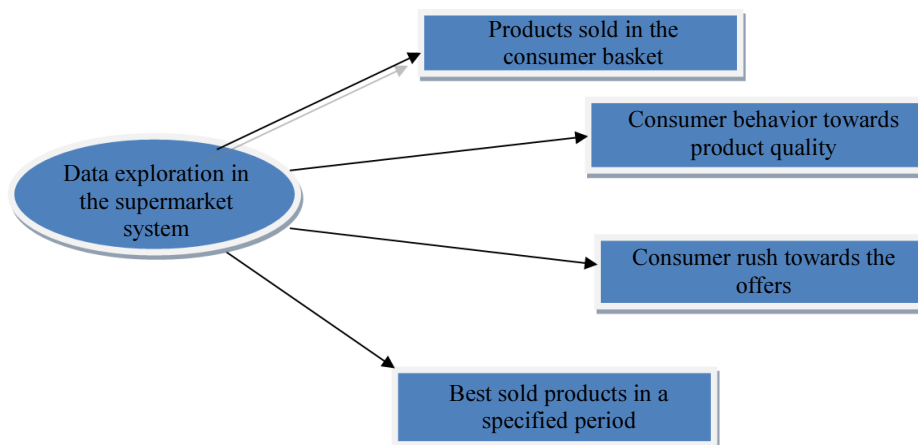 Products sold in the
consumer basket
Consumer behavior towards
product quality
Data exploration in
the supermarket
system
Consumer rush towards the
offers
Best sold products in a
specified period